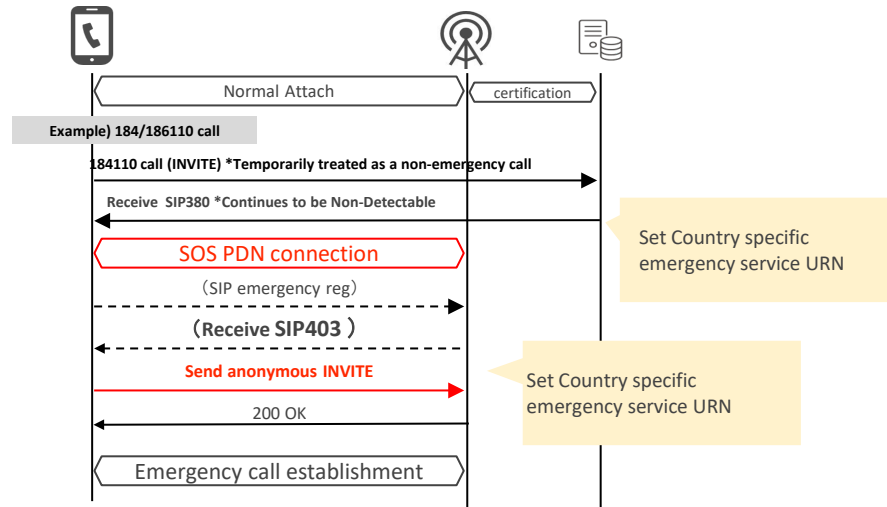 Normal Attach
certification
Example) 184/186110 call
184110 call (INVITE) *Temporarily treated as a non-emergency call
Receive  SIP380 *Continues to be Non-Detectable
SOS PDN connection
Set Country specific
emergency service URN
（SIP emergency reg）
（Receive SIP403 ）
Send anonymous INVITE
Set Country specific
emergency service URN
200 OK
Emergency call establishment